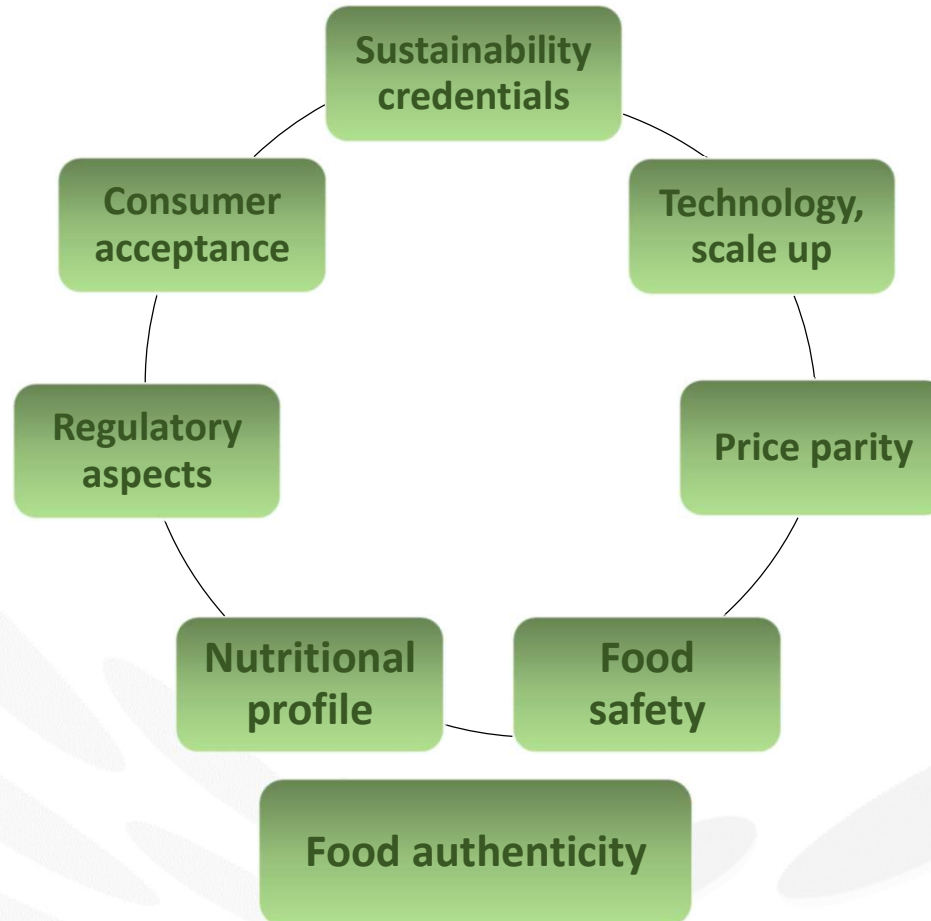 Sustainability
credentials
Technology,
scale up
Price parity
Food
safety
Nutritional
profile
Regulatory
aspects
Consumer
acceptance
Food authenticity